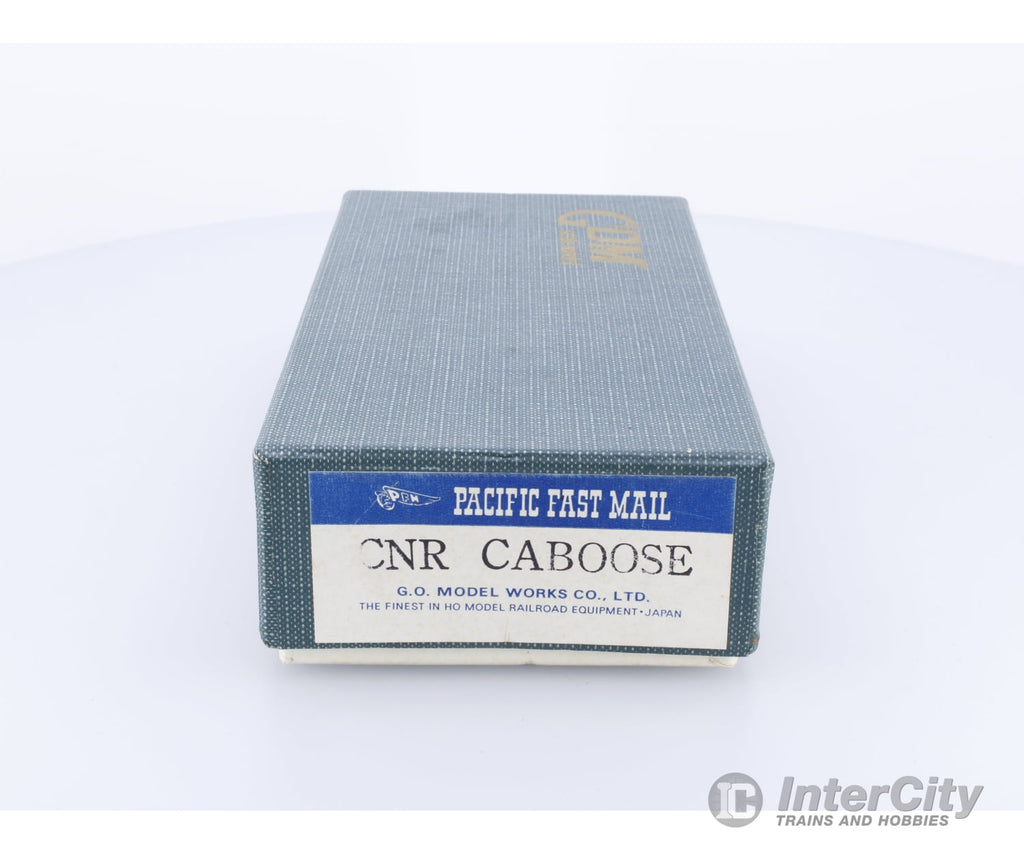 PFM PACIFIC FAST MAIL
CNR CABOOSE
G.O. MODEL WORKS CO., LTD.
THE FINEST IN HO MODEL RAILROAD EQUIPMENT·JAPAN
InterCity
TRAINS AND HOBBIES